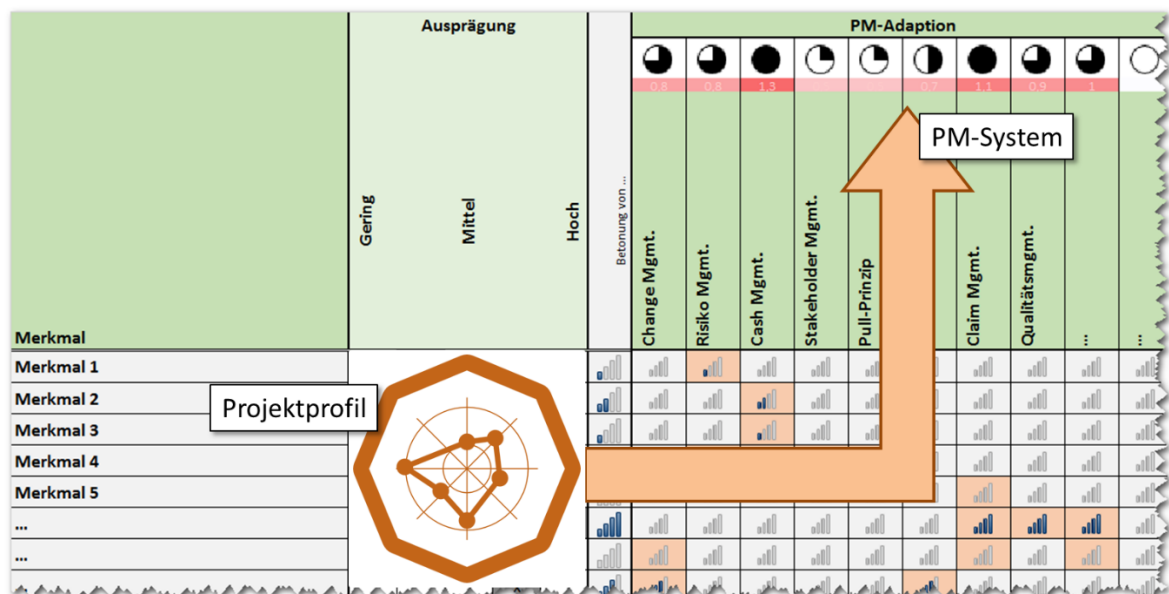 Ausprägung
PM-Adaption
0.8
0.8
1.3
0.7
1.1
0.9
1
PM-System
Gering
Mittel
Hoch
Betonung von ...
Change Mgmt.
Risiko Mgmt.
Cash Mgmt.
Stakeholder Mgmt.
Pull-Prinzip
Claim Mgmt.
Qualitätsmgmt.
...
...
Merkmal
Merkmal 1
Merkmal 2
Projektprofil
Merkmal 3
Merkmal 4
Merkmal 5
...
...